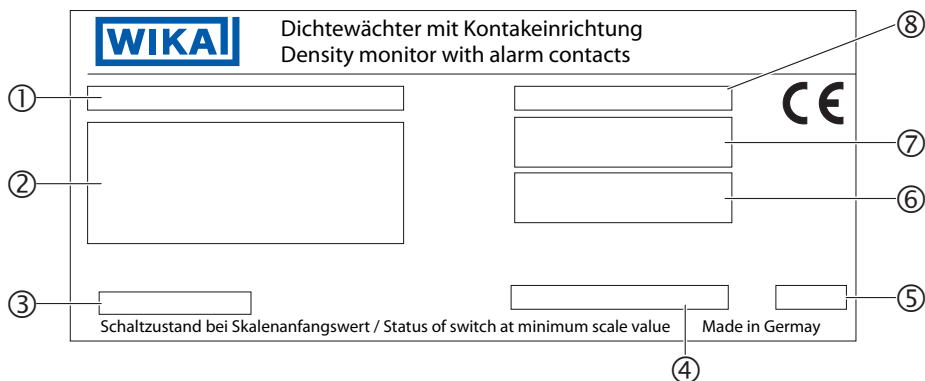 WIKA
Dichtewächter mit Kontakeinrichtung
Density monitor with alarm contacts
⑧
①
CE
⑦
②
⑥
③
⑤
Schaltzustand bei Skalenanfangswert / Status of switch at minimum scale value
Made in Germay
④